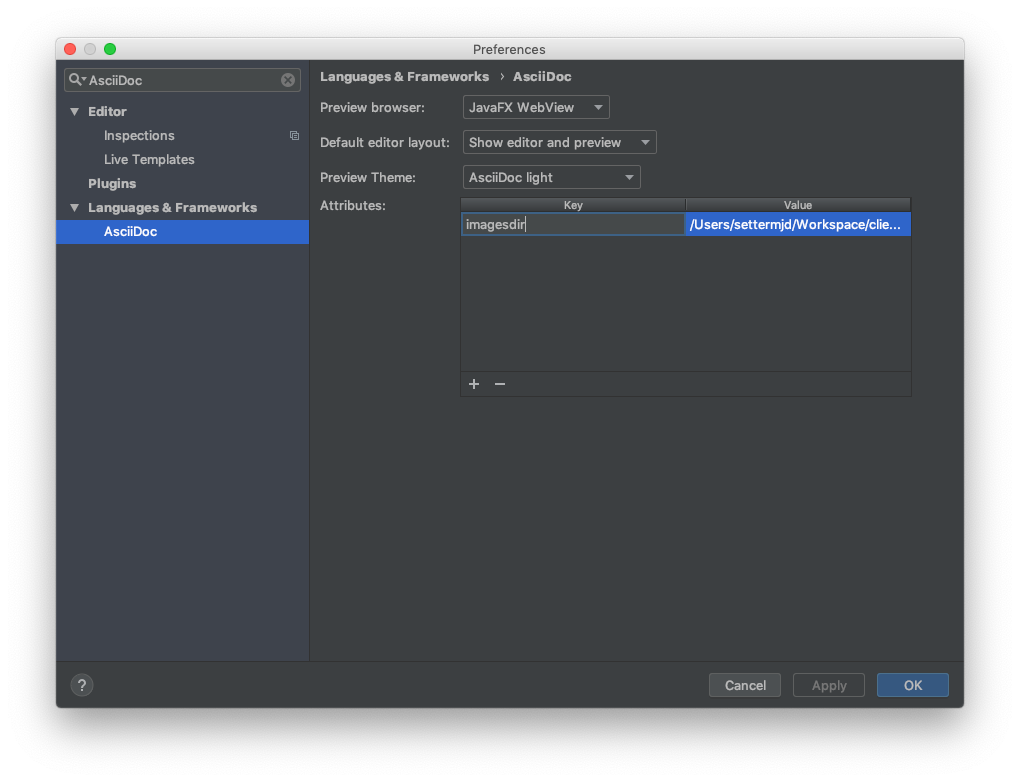 Preferences
AsciiDoc
Editor
Inspections
Live Templates
Plugins
Languages & Frameworks
AsciiDoc
Languages & Frameworks › AsciiDoc
Preview browser: JavaFX WebView
Default editor layout: Show editor and preview
Preview Theme: AsciiDoc light
Attributes:
Key Value
imagesdir /Users/settermjd/Workspace/clie...
+ −
? Cancel Apply OK